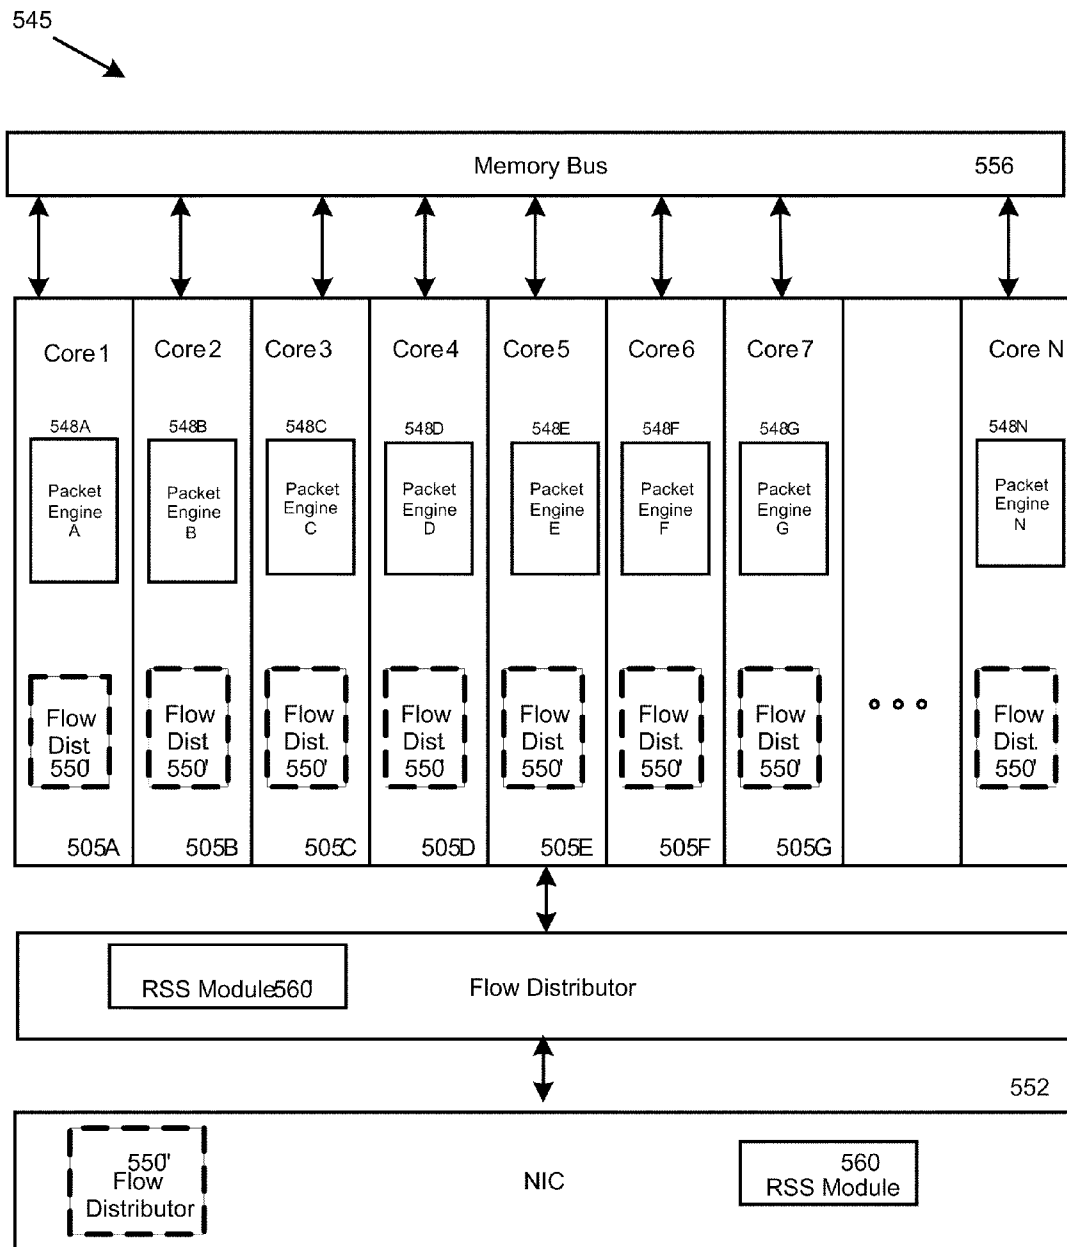 545
Memory Bus 556
Core 1 Core 2 Core 3 Core 4 Core 5 Core 6 Core 7 Core N
548A 548B 548C 548D 548E 548F 548G 548N
Packet Engine A
Packet Engine B
Packet Engine C
Packet Engine D
Packet Engine E
Packet Engine F
Packet Engine G
Packet Engine N
Flow Dist 550'
Flow Dist. 550'
Flow Dist. 550'
Flow Dist. 550'
Flow Dist. 550'
Flow Dist. 550'
Flow Dist. 550'
Flow Dist. 550'
505A 505B 505C 505D 505E 505F 505G
RSS Module 560' Flow Distributor
552
550'
Flow
Distributor
NIC
560
RSS Module